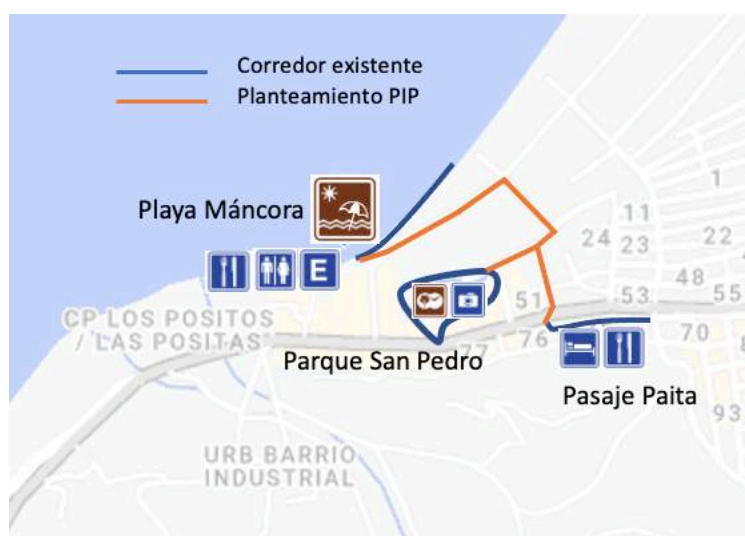 Corredor existente
Planteamiento PIP
Playa Máncora
E
1
11
24 23 22
48
51 53 55
CP LOS POSITOS
/ LAS POSITAS
77 76 70
Parque San Pedro
Pasaje Paita
93
URB BARRIO
INDUSTRIAL